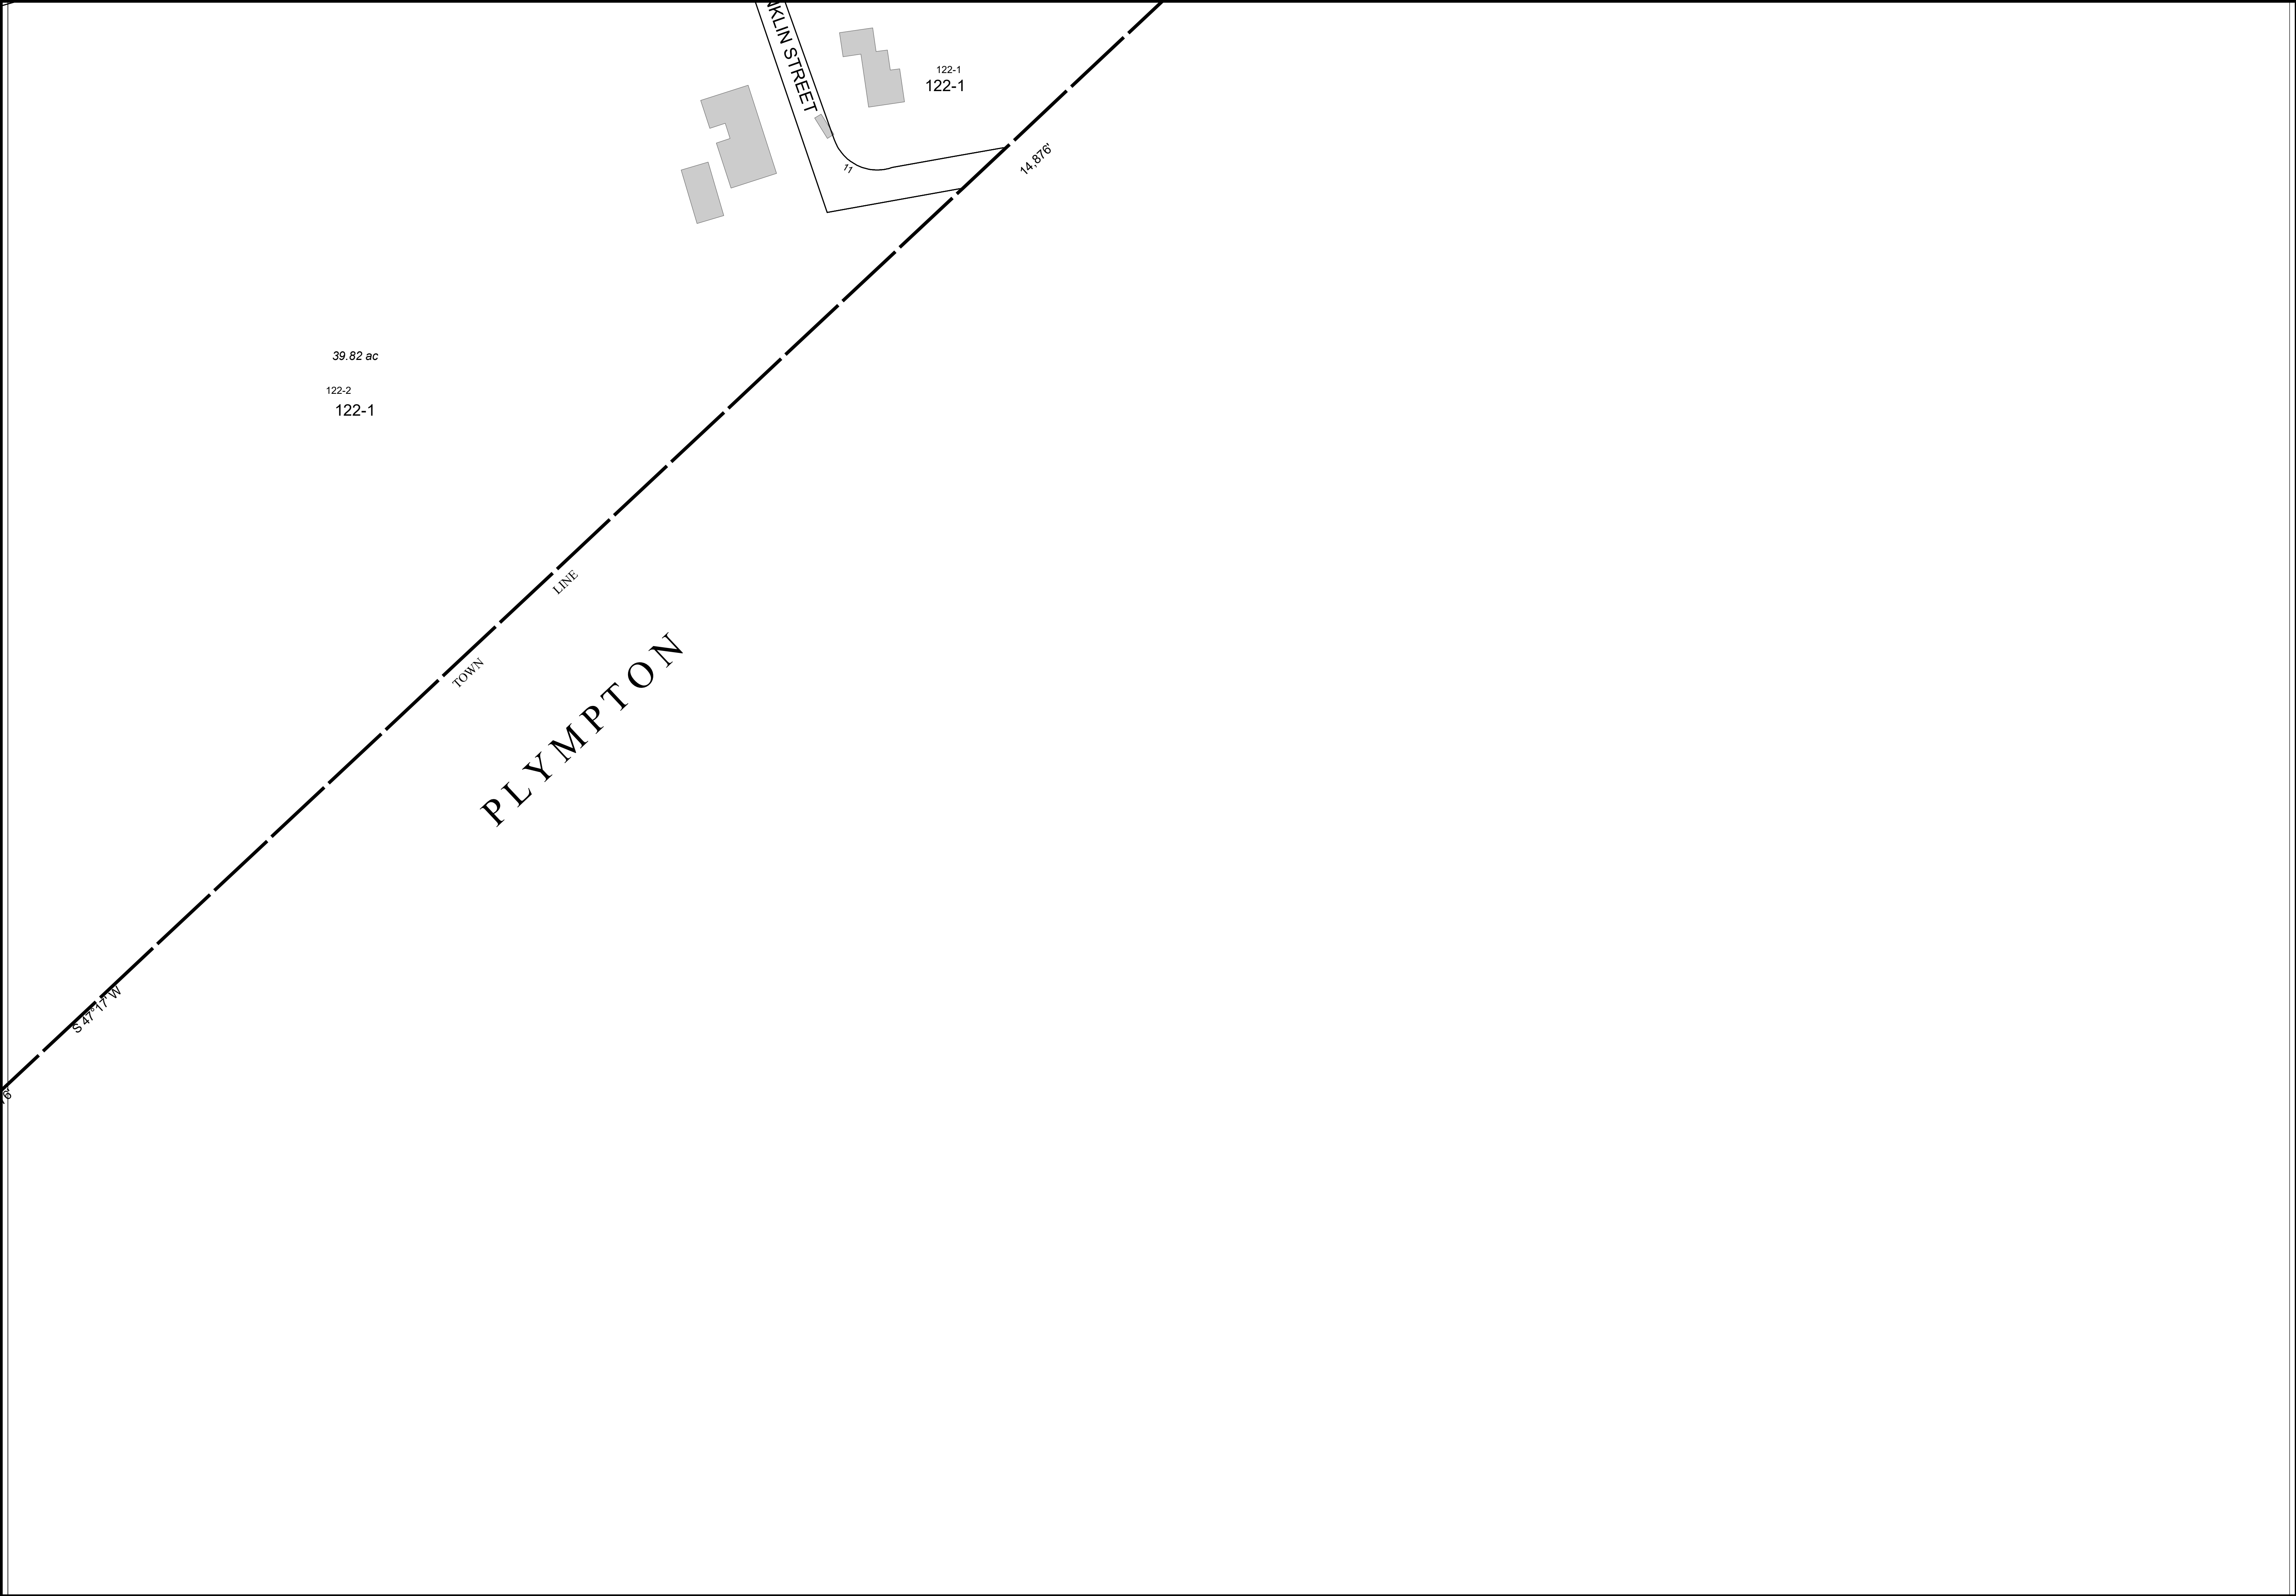 NKLIN STREET
122-1
122-1
11
14,876'
39.82 ac
122-2
122-1
LINE
TOWN
PLYMPTON
S 47°17' W
76'